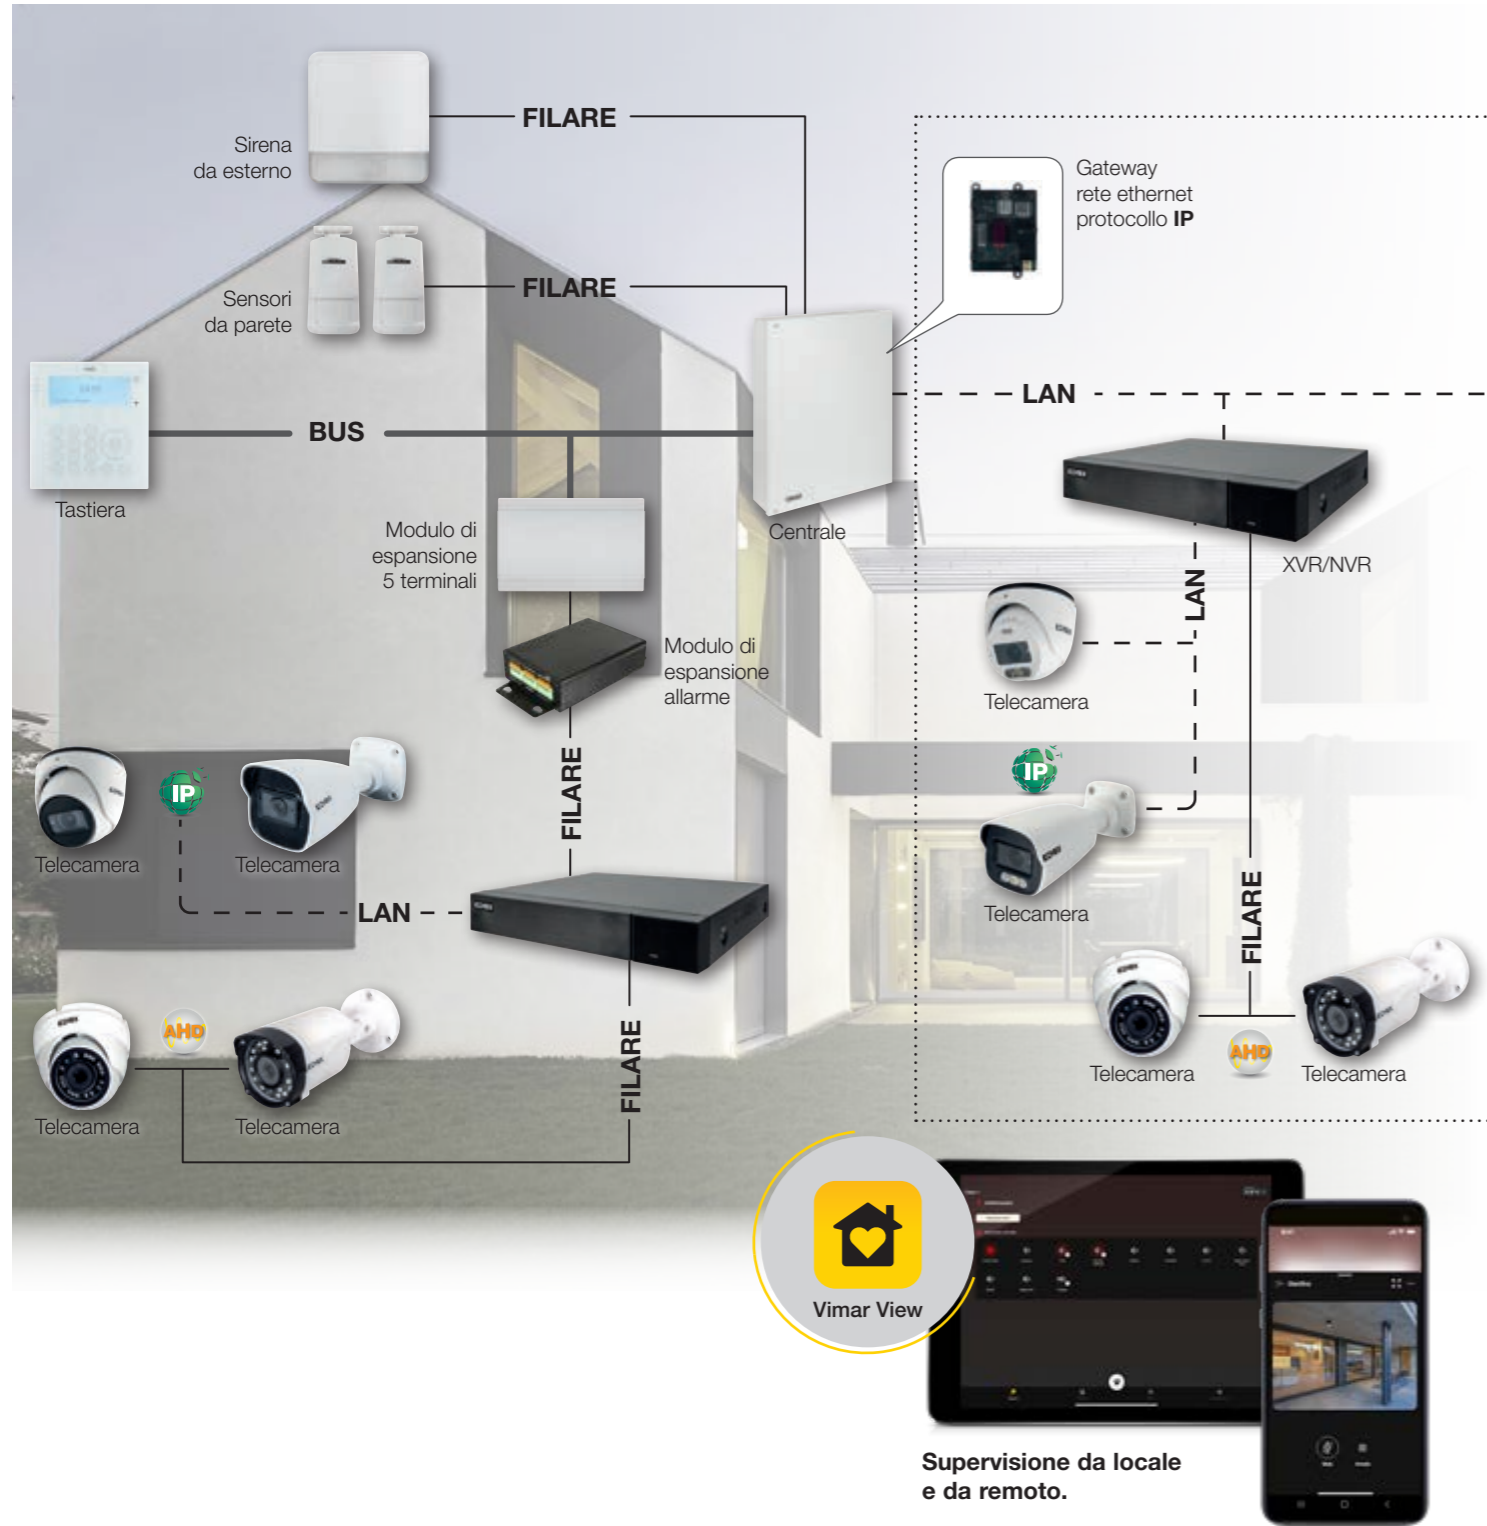 FILARE
Sirena
da esterno
Gateway
rete ethernet
protocollo IP
FILARE
Sensori
da parete
LAN
BUS
Tastiera
Modulo di
espansione
5 terminali
Centrale
XVR/NVR
LAN
Modulo di
espansione
allarme
Telecamera
FILARE
IP
IP
Telecamera
Telecamera
LAN
Telecamera
FILARE
AHD
FILARE
AHD
Telecamera
Telecamera
Telecamera
Telecamera
Vimar View
Supervisione da locale
e da remoto.